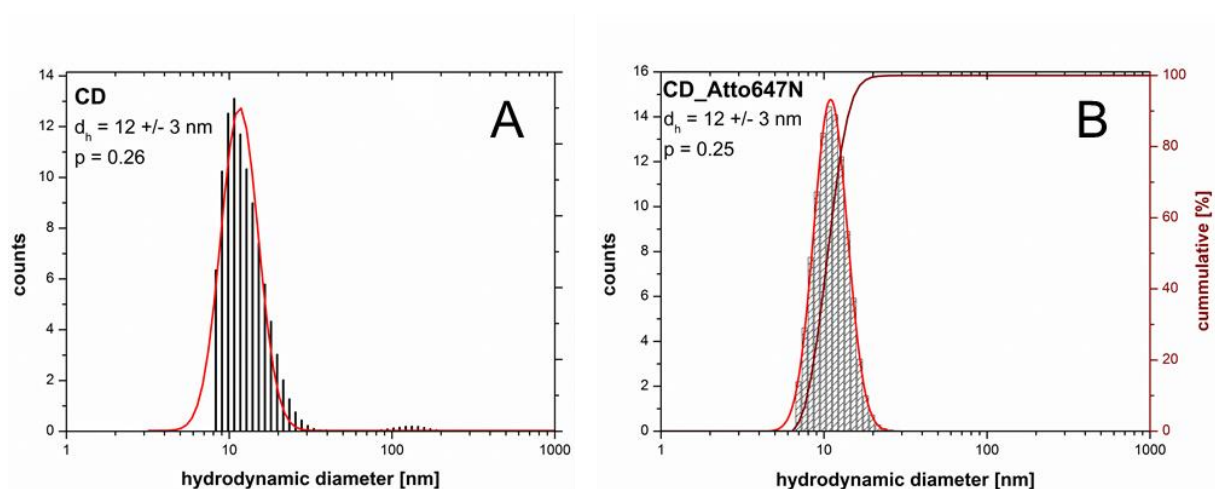 CD
d_h = 12 +/- 3 nm
p = 0.26
A
14
12
10
8
6
4
2
0
counts
1
10
100
1000
hydrodynamic diameter [nm]
CD_Atto647N
d_h = 12 +/- 3 nm
p = 0.25
B
16
14
12
10
8
6
4
2
0
counts
100
80
60
40
20
0
cummulative [%]
1
10
100
1000
hydrodynamic diameter [nm]